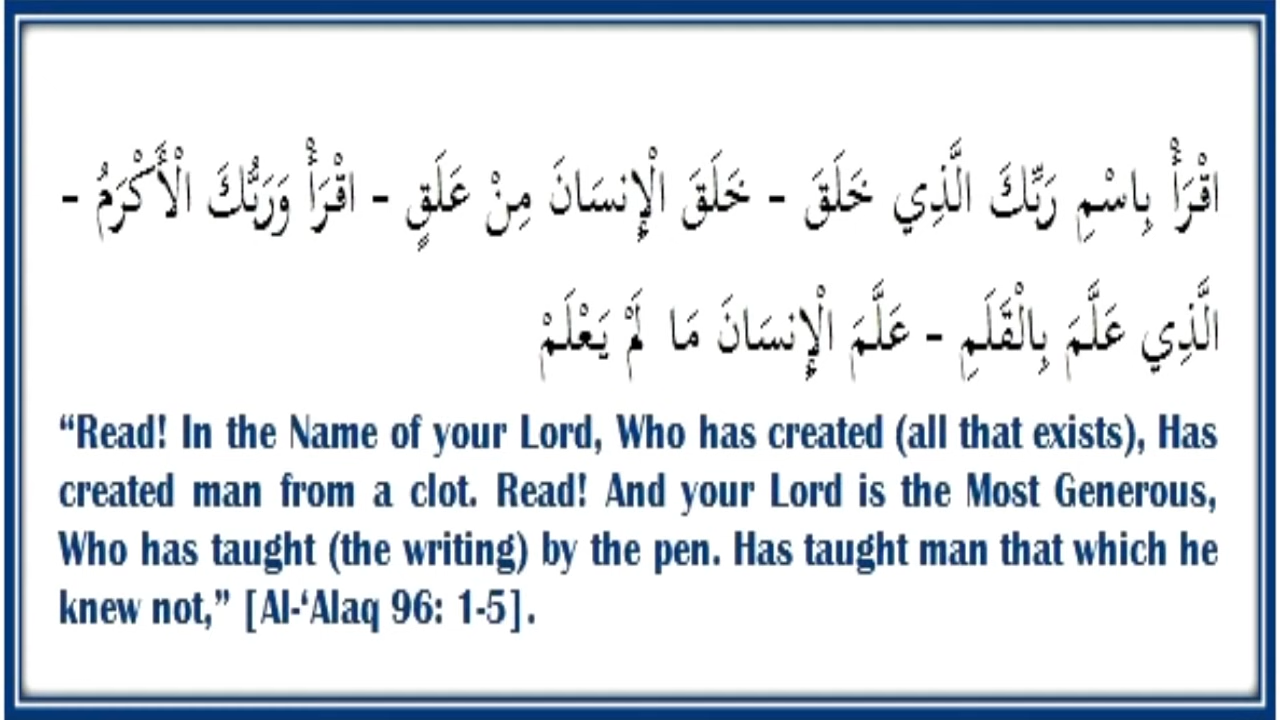 اقْرَأْ بِاسْمِ رَبِّكَ الَّذِي خَلَقَ - خَلَقَ الْإِنسَانَ مِنْ عَلَقٍ - اقْرَأْ وَرَبُّكَ الْأَكْرَمُ -
الَّذِي عَلَّمَ بِالْقَلَمِ - عَلَّمَ الْإِنسَانَ مَا لَمْ يَعْلَمْ
“Read! In the Name of your Lord, Who has created (all that exists), Has
created man from a clot. Read! And your Lord is the Most Generous,
Who has taught (the writing) by the pen. Has taught man that which he
knew not,” [Al-‘Alaq 96: 1-5].